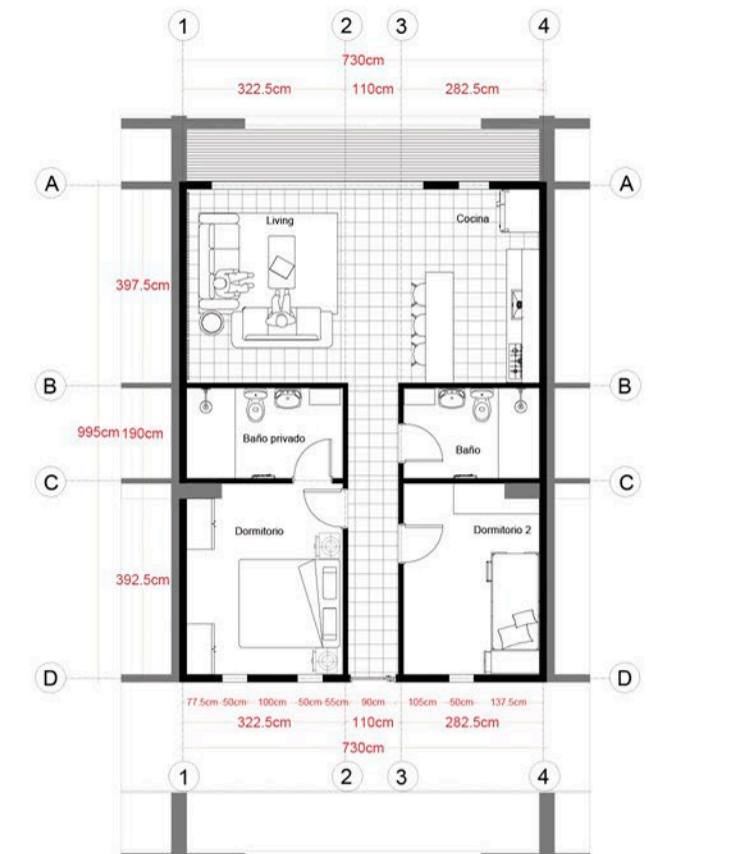 1 2 3 4
730cm
322.5cm 110cm 282.5cm
A A
Living Cocina
397.5cm
B B
995cm 190cm
Baño privado Baño
C C
Dormitorio Dormitorio 2
392.5cm
D D
77.5cm 50cm 100cm 50cm 55cm 90cm 105cm 50cm 137.5cm
322.5cm 110cm 282.5cm
730cm
1 2 3 4